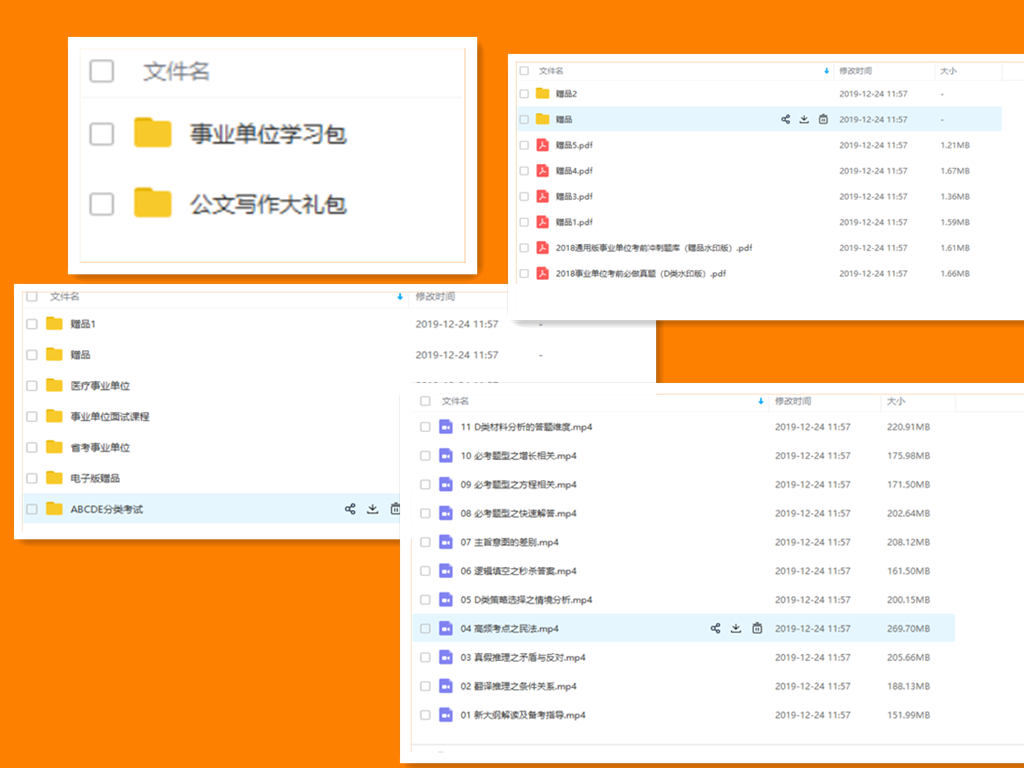 文件名
事业单位学习包
公文写作大礼包
文件名 修改时间 大小
赠品2 2019-12-24 11:57 -
赠品 2019-12-24 11:57 -
赠品5.pdf 2019-12-24 11:57 1.21MB
赠品4.pdf 2019-12-24 11:57 1.67MB
赠品3.pdf 2019-12-24 11:57 1.36MB
赠品1.pdf 2019-12-24 11:57 1.59MB
2018通用版事业单位考前冲刺题库（赠品水印版）.pdf 2019-12-24 11:57 1.61MB
2018事业单位考前必做真题（D类水印版）.pdf 2019-12-24 11:57 1.66MB
文件名 修改时间
赠品1 2019-12-24 11:57 -
赠品 2019-12-24 11:57 -
医疗事业单位
事业单位面试课程
省考事业单位
电子版赠品
ABCDE分类考试
文件名 修改时间 大小
11 D类材料分析的答题维度.mp4 2019-12-24 11:57 220.91MB
10 必考题型之增长相关.mp4 2019-12-24 11:57 175.98MB
09 必考题型之方程相关.mp4 2019-12-24 11:57 171.50MB
08 必考题型之快速解答.mp4 2019-12-24 11:57 202.64MB
07 主旨意图的差别.mp4 2019-12-24 11:57 208.12MB
06 逻辑填空之秒杀答案.mp4 2019-12-24 11:57 161.50MB
05 D类策略选择之情境分析.mp4 2019-12-24 11:57 200.15MB
04 高频考点之民法.mp4 2019-12-24 11:57 269.70MB
03 真假推理之矛盾与反对.mp4 2019-12-24 11:57 205.66MB
02 翻译推理之条件关系.mp4 2019-12-24 11:57 188.13MB
01 新大纲解读及备考指导.mp4 2019-12-24 11:57 151.99MB